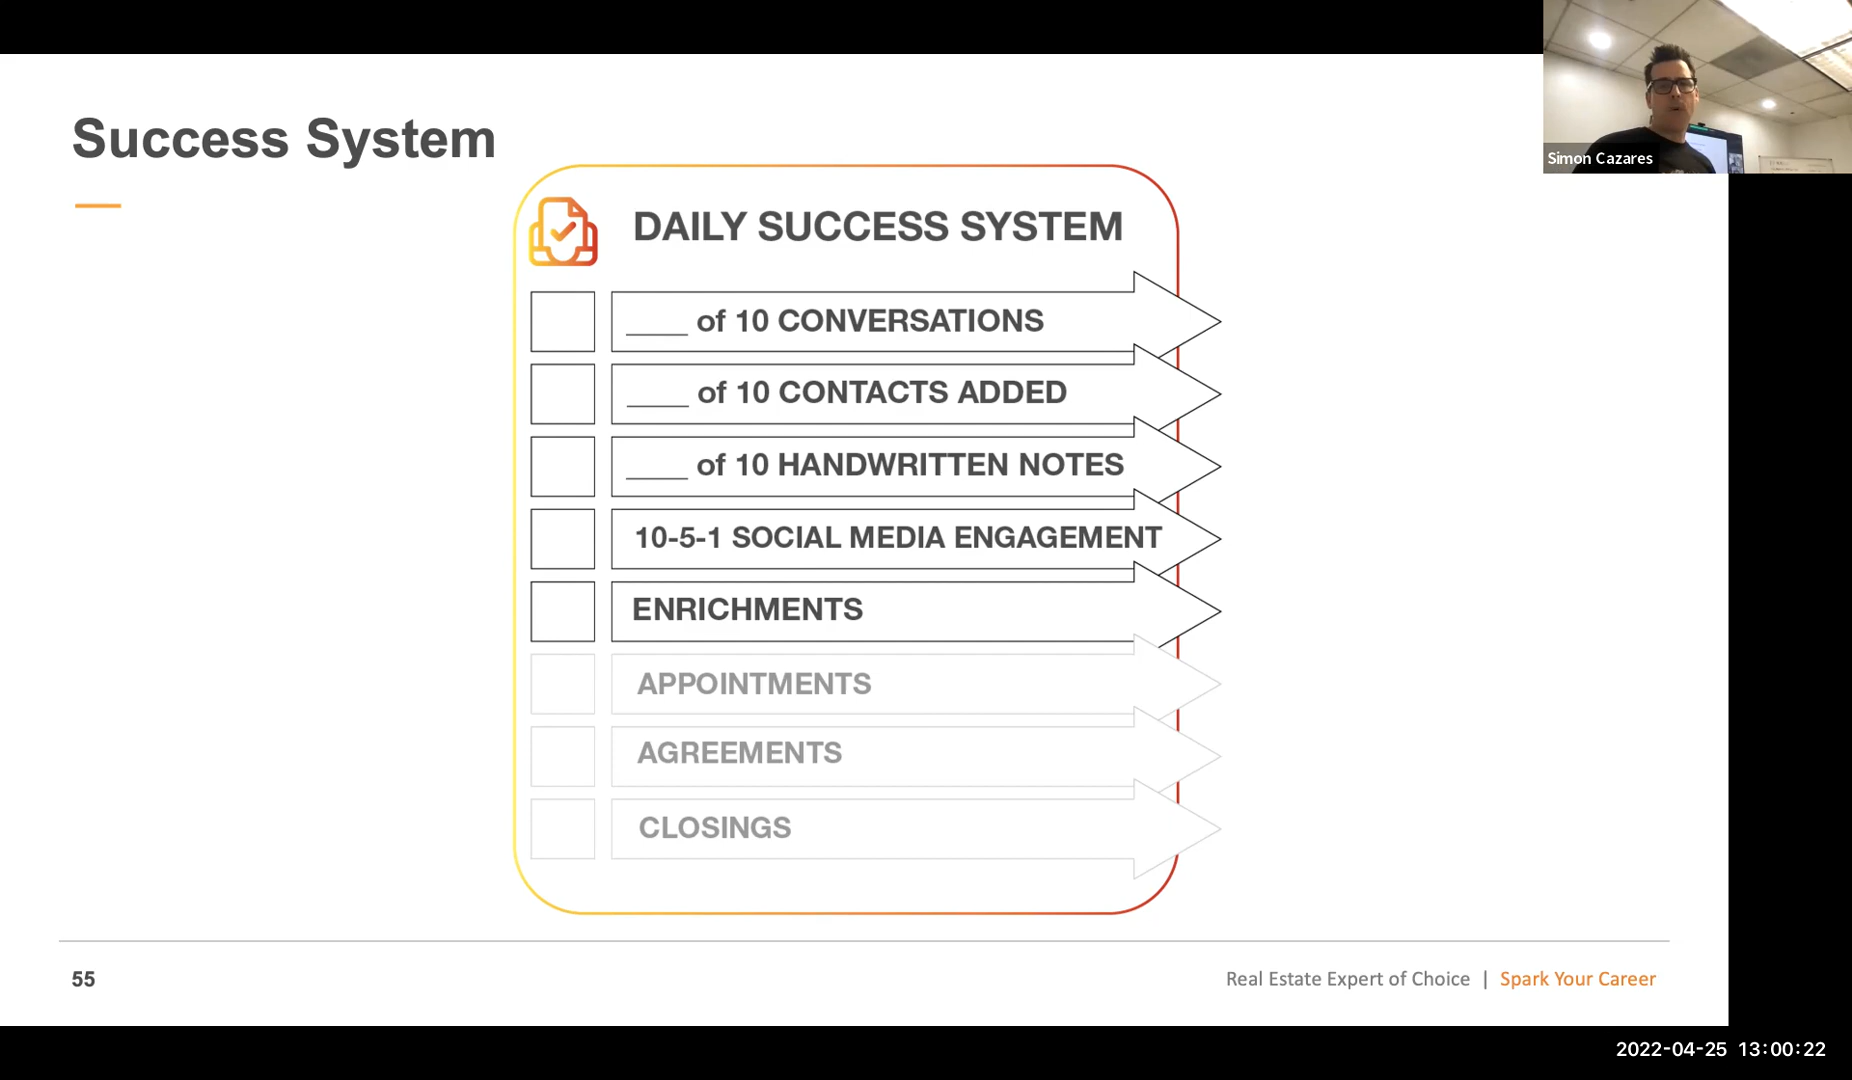 Success System
Simon Cazares
DAILY SUCCESS SYSTEM
____ of 10 CONVERSATIONS
____ of 10 CONTACTS ADDED
____ of 10 HANDWRITTEN NOTES
10-5-1 SOCIAL MEDIA ENGAGEMENT
ENRICHMENTS
APPOINTMENTS
AGREEMENTS
CLOSINGS
55
Real Estate Expert of Choice | Spark Your Career
2022-04-25 13:00:22